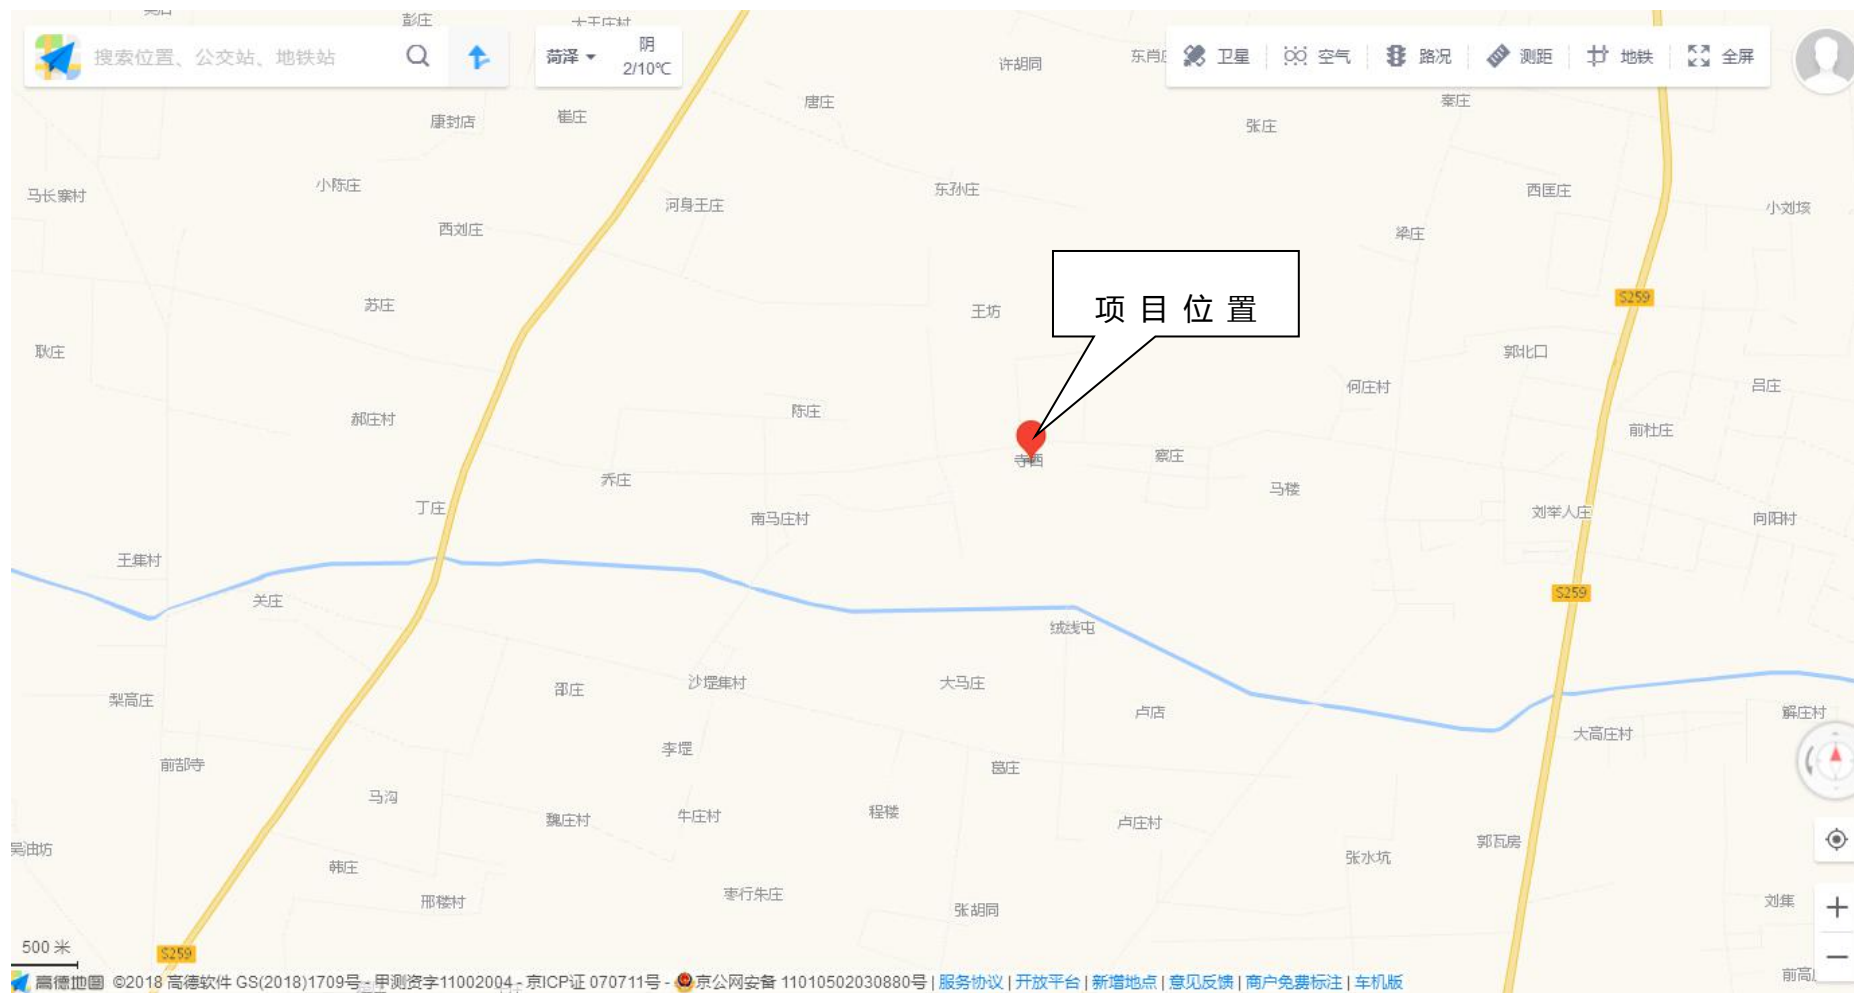 彭庄
大王庄村
搜索位置、公交站、地铁站
菏泽
阴
2/10℃
许胡同
东肖庄
卫星
空气
路况
测距
地铁
全屏
康封店
崔庄
唐庄
张庄
秦庄
马长寨村
小陈庄
西刘庄
河身王庄
东孙庄
西匡庄
小刘垓
梁庄
苏庄
王坊
项目位置
S259
耿庄
郝庄村
陈庄
何庄村
郭北口
吕庄
前杜庄
寺西
蔡庄
乔庄
马楼
丁庄
南马庄村
刘举人庄
向阳村
王集村
关庄
S259
绒线屯
梨高庄
邵庄
沙堽集村
大马庄
卢店
解庄村
大高庄村
前郜寺
李堽
葛庄
马沟
魏庄村
牛庄村
程楼
卢庄村
郭瓦房
吴油坊
韩庄
张水坑
邢楼村
枣行朱庄
张胡同
刘集
500 米
S259
前高
高德地图 ©2018 高德软件 GS(2018)1709号 - 甲测资字11002004 - 京ICP证 070711号 - 京公网安备 11010502030880号 | 服务协议 | 开放平台 | 新增地点 | 意见反馈 | 商户免费标注 | 车机版